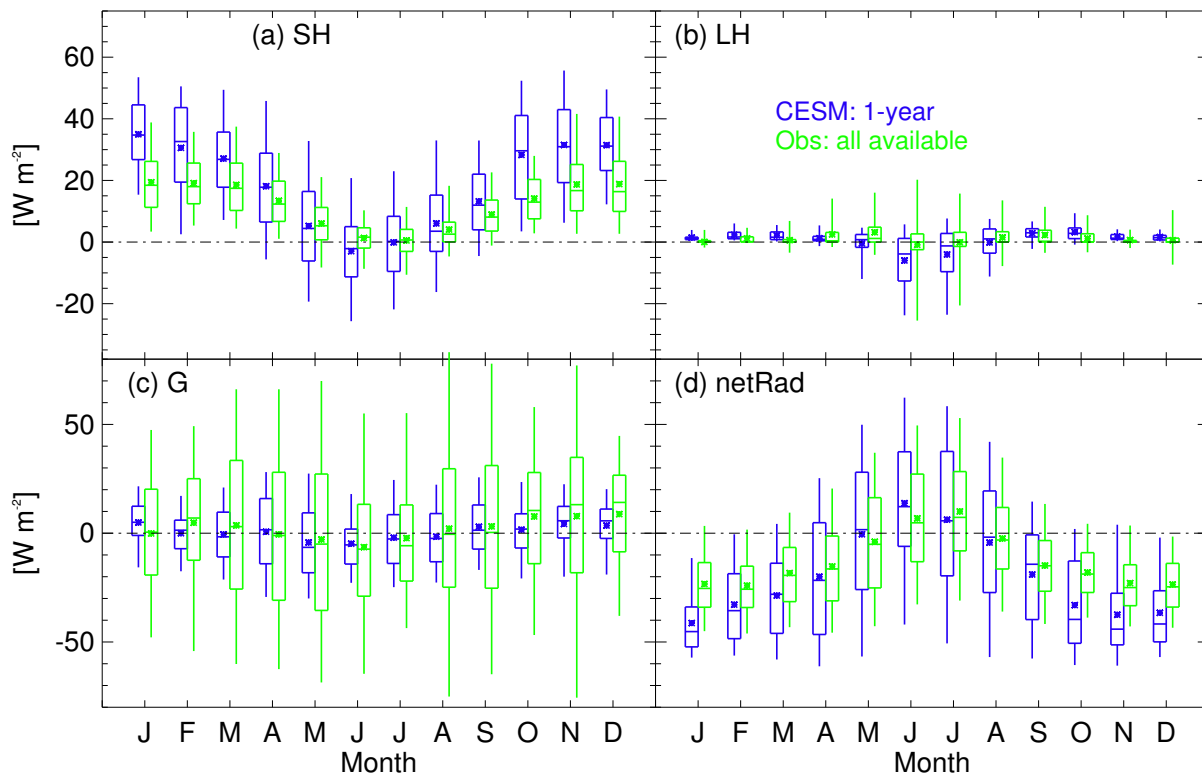 (a) SH
(b) LH
60
40
20
0
-20
[W m-2]
CESM: 1-year
Obs: all available
(c) G
(d) netRad
50
0
-50
[W m-2]
J F M A M J J A S O N D
J F M A M J J A S O N D
Month
Month